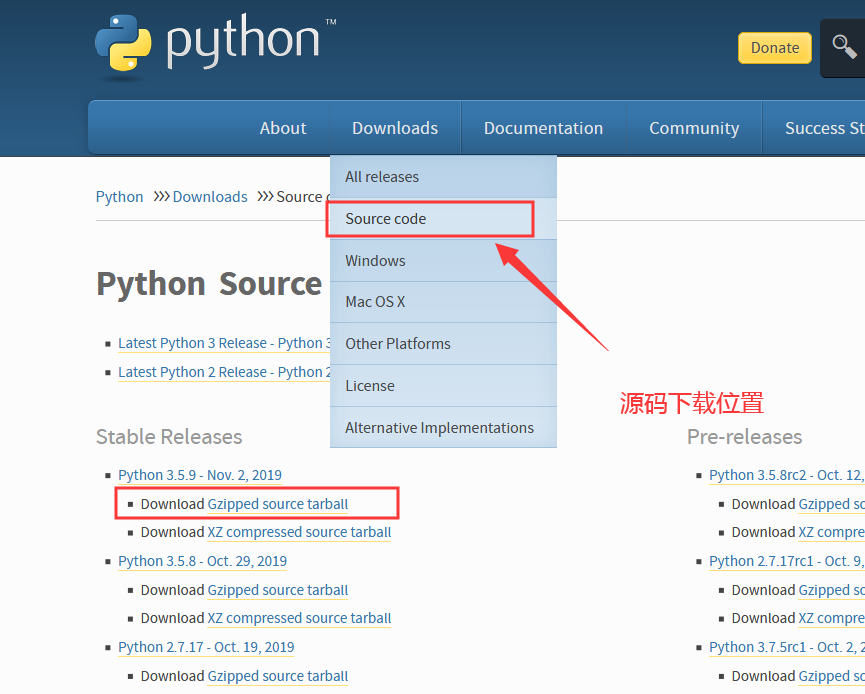 python™
Donate
About Downloads Documentation Community Success St
All releases
Source code
Windows
Mac OS X
Other Platforms
License
Alternative Implementations
Python >>> Downloads >>> Source
Python Source
Latest Python 3 Release - Python 3
Latest Python 2 Release - Python 2
源码下载位置
Stable Releases
Python 3.5.9 - Nov. 2, 2019
Download Gzipped source tarball
Download XZ compressed source tarball
Python 3.5.8 - Oct. 29, 2019
Download Gzipped source tarball
Download XZ compressed source tarball
Python 2.7.17 - Oct. 19, 2019
Download Gzipped source tarball
Pre-releases
Python 3.5.8rc2 - Oct. 12,
Download Gzipped so
Download XZ compre
Python 2.7.17rc1 - Oct. 9,
Download Gzipped so
Download XZ compre
Python 3.7.5rc1 - Oct. 2, 2
Download Gzipped so